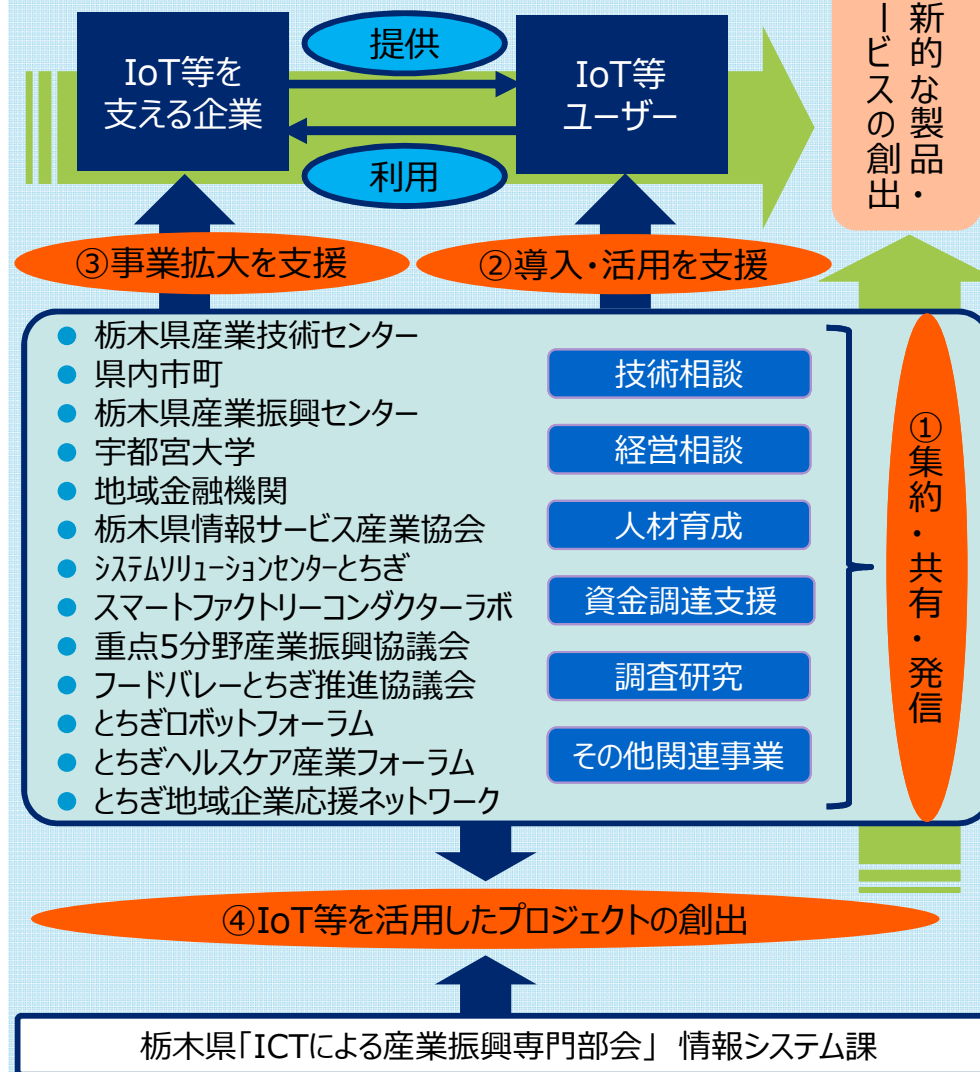 IoT等を
支える企業
提供
利用
IoT等
ユーザー
新的な製品・
ービスの創出
③事業拡大を支援
②導入・活用を支援
● 栃木県産業技術センター
● 県内市町
● 栃木県産業振興センター
● 宇都宮大学
● 地域金融機関
● 栃木県情報サービス産業協会
● システムソリューションセンターとちぎ
● スマートファクトリーコンダクターラボ
● 重点5分野産業振興協議会
● フードバレーとちぎ推進協議会
● とちぎロボットフォーラム
● とちぎヘルスケア産業フォーラム
● とちぎ地域企業応援ネットワーク
技術相談
経営相談
人材育成
資金調達支援
調査研究
その他関連事業
①集約・共有・発信
④IoT等を活用したプロジェクトの創出
栃木県「ICTによる産業振興専門部会」 情報システム課